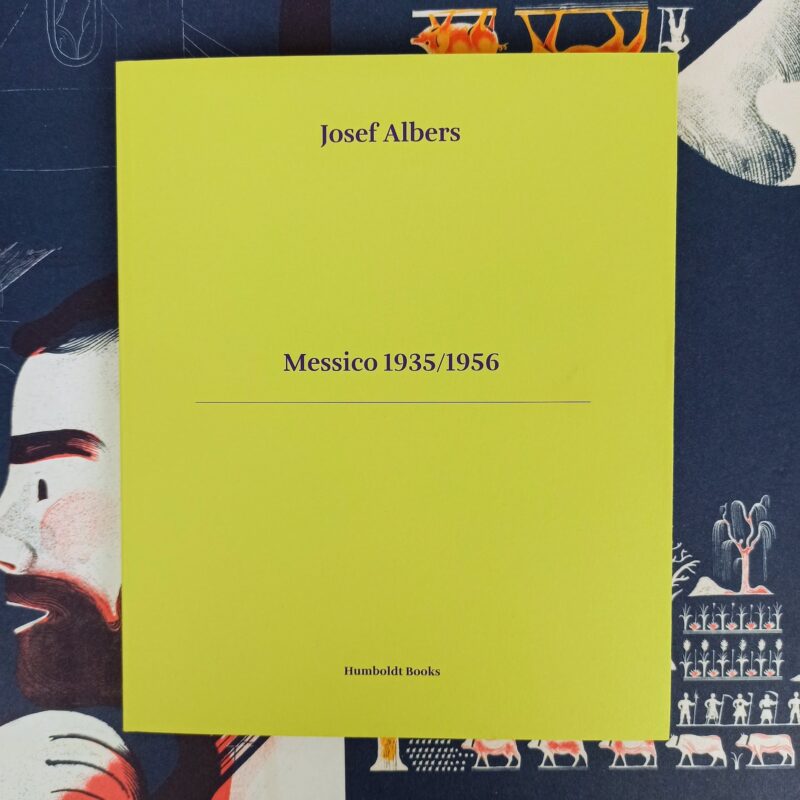 Josef Albers
Messico 1935/1956
Humboldt Books